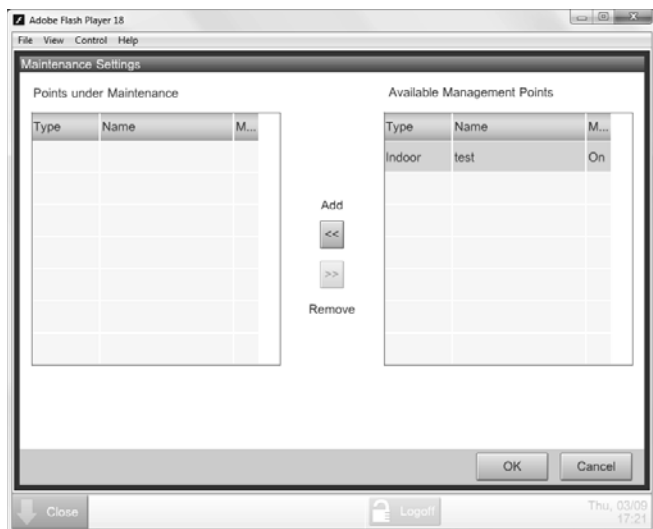 Adobe Flash Player 18
File View Control Help
Maintenance Settings
Points under Maintenance
Available Management Points
Type Name M...
Type Name M...
Indoor test On
Add
<<
>>
Remove
OK Cancel
Close Logoff Thu, 03/09
17:21